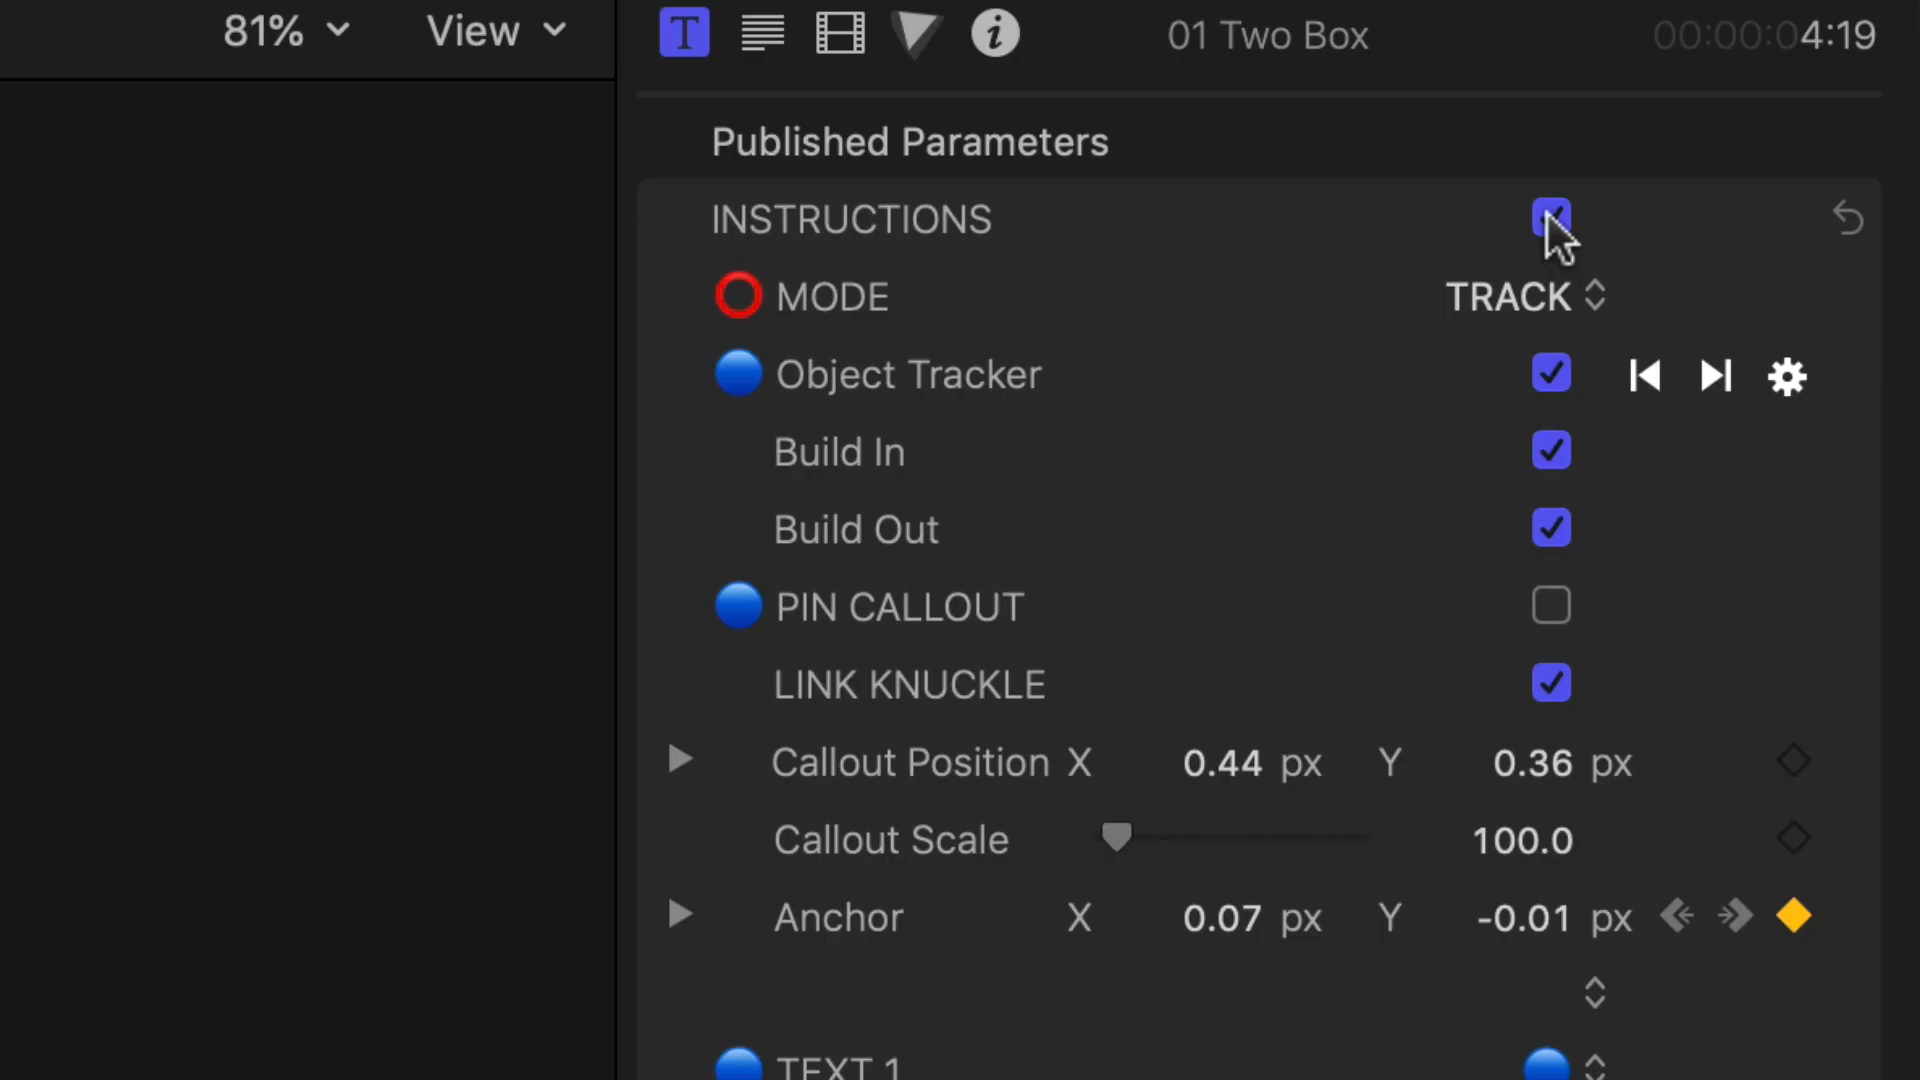 81% View T i 01 Two Box 00:00:04:19
Published Parameters
INSTRUCTIONS
MODE TRACK
Object Tracker
Build In
Build Out
PIN CALLOUT
LINK KNUCKLE
Callout Position X 0.44 px Y 0.36 px
Callout Scale 100.0
Anchor X 0.07 px Y -0.01 px
TEXT 1